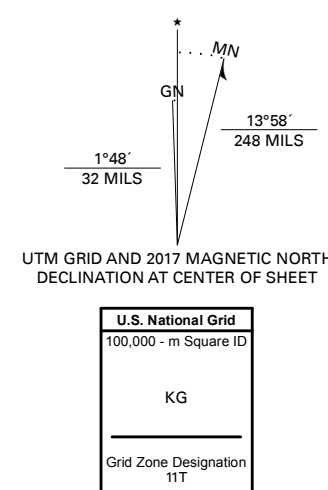 ★
MN
GN
13°58´
248 MILS
1°48´
32 MILS
UTM GRID AND 2017 MAGNETIC NORTH
DECLINATION AT CENTER OF SHEET
U.S. National Grid
100,000 - m Square ID
KG
Grid Zone Designation
11T